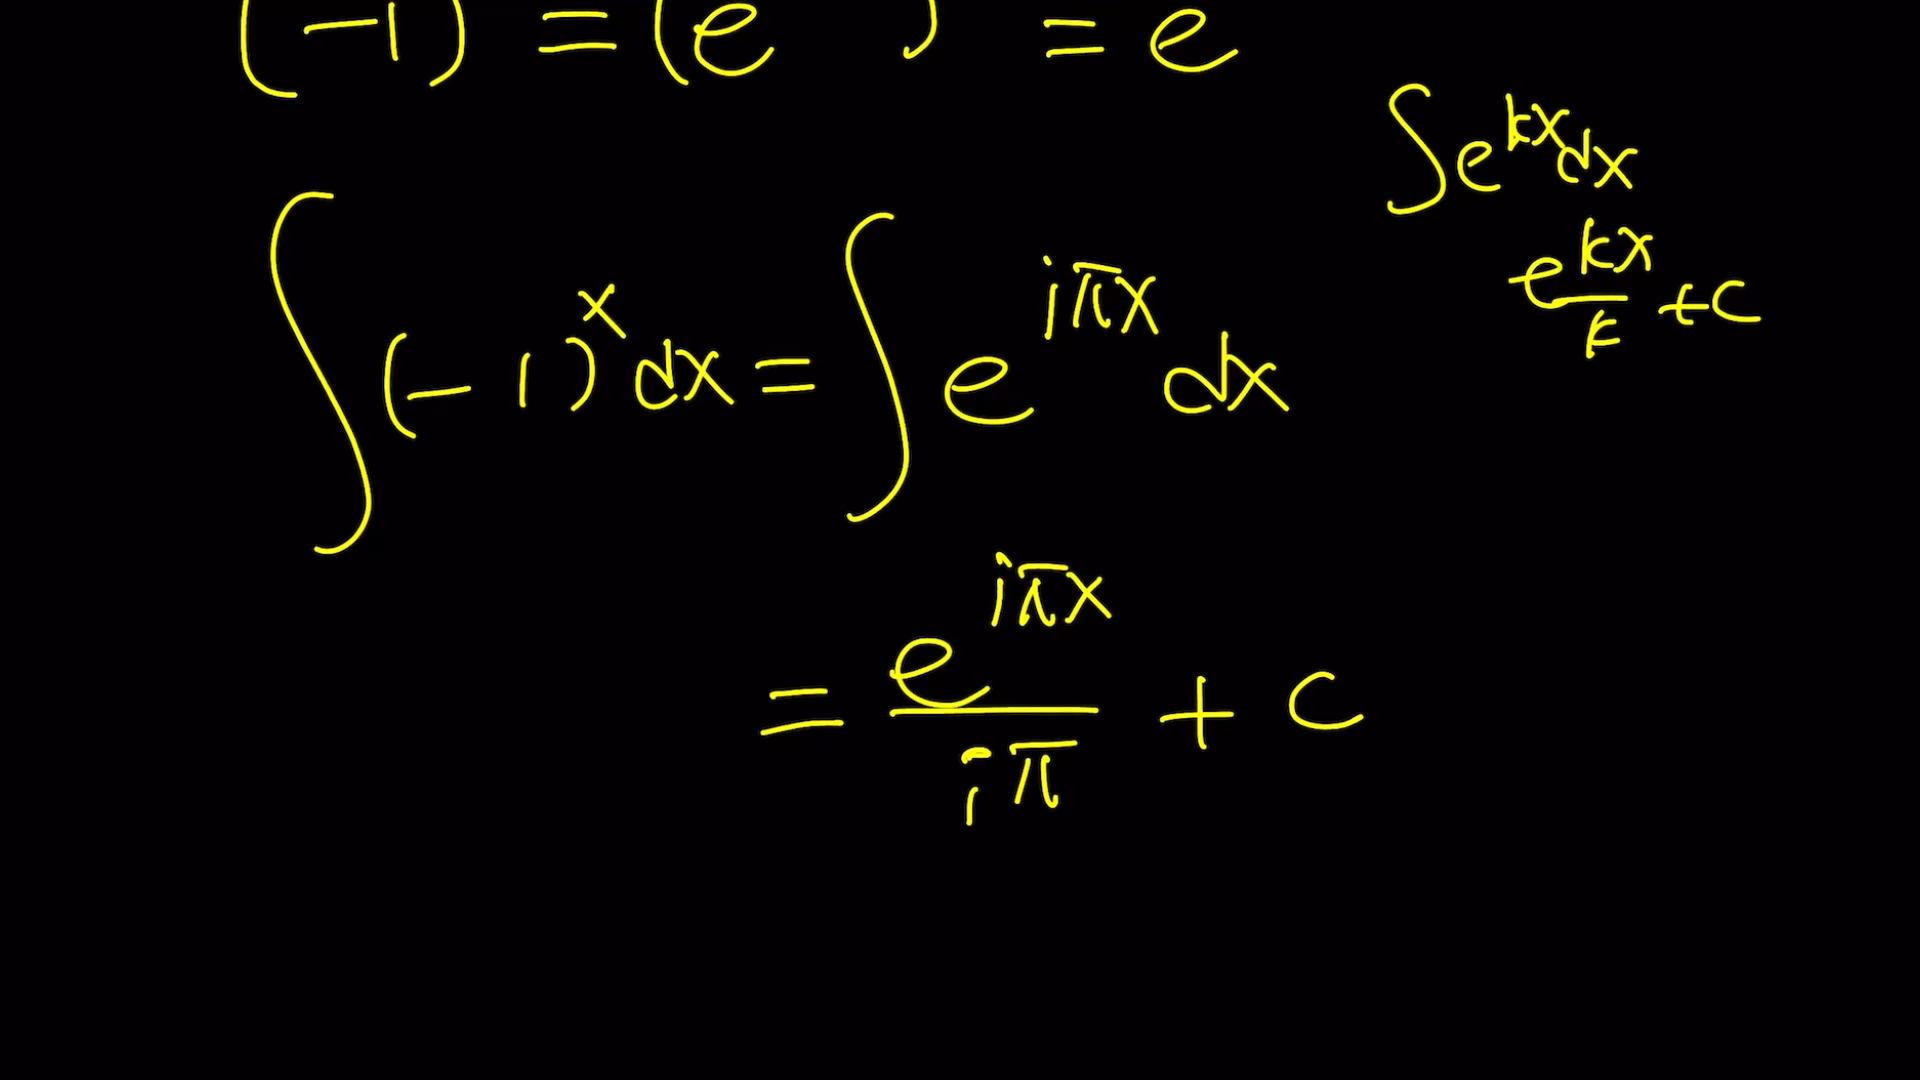 (-1) = (e ) = e
∫ e^{kx} dx
e^{kx}/k + c
∫ (-1)^x dx = ∫ e^{iπx} dx
= e^{iπx}/iπ + c